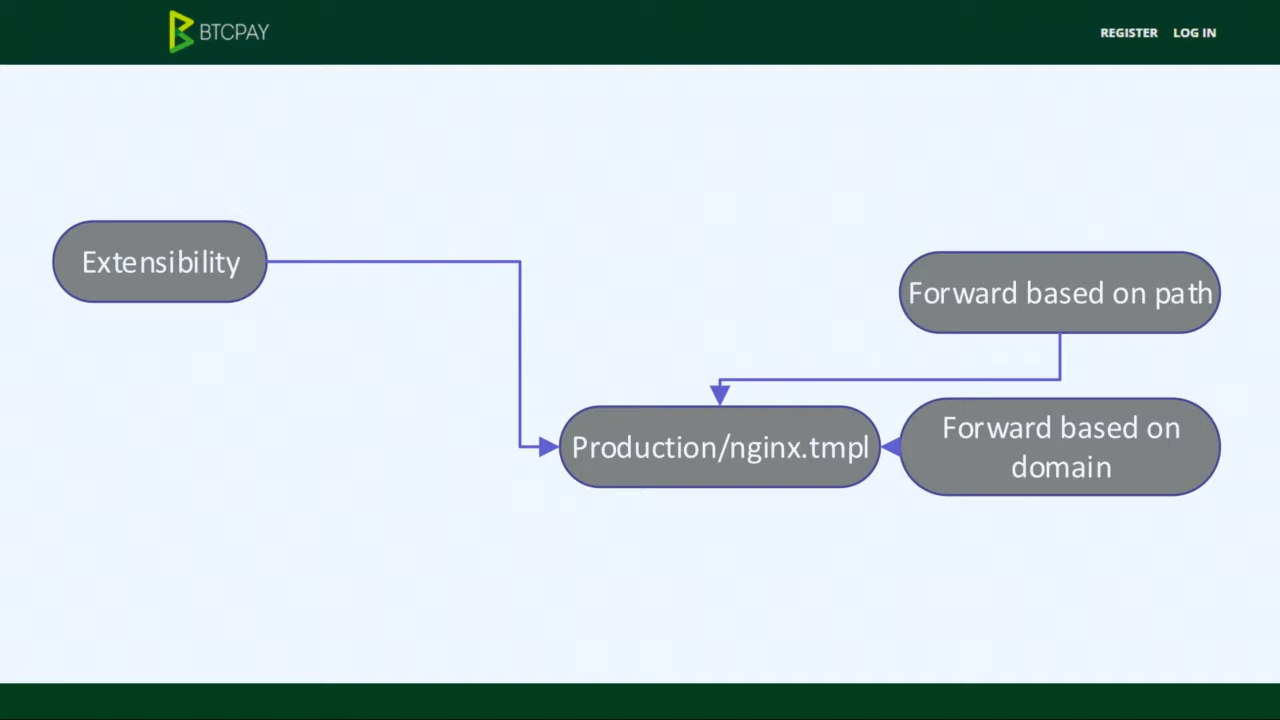 BTCPAY
REGISTER LOG IN
Extensibility
Forward based on path
Production/nginx.tmpl
Forward based on
domain